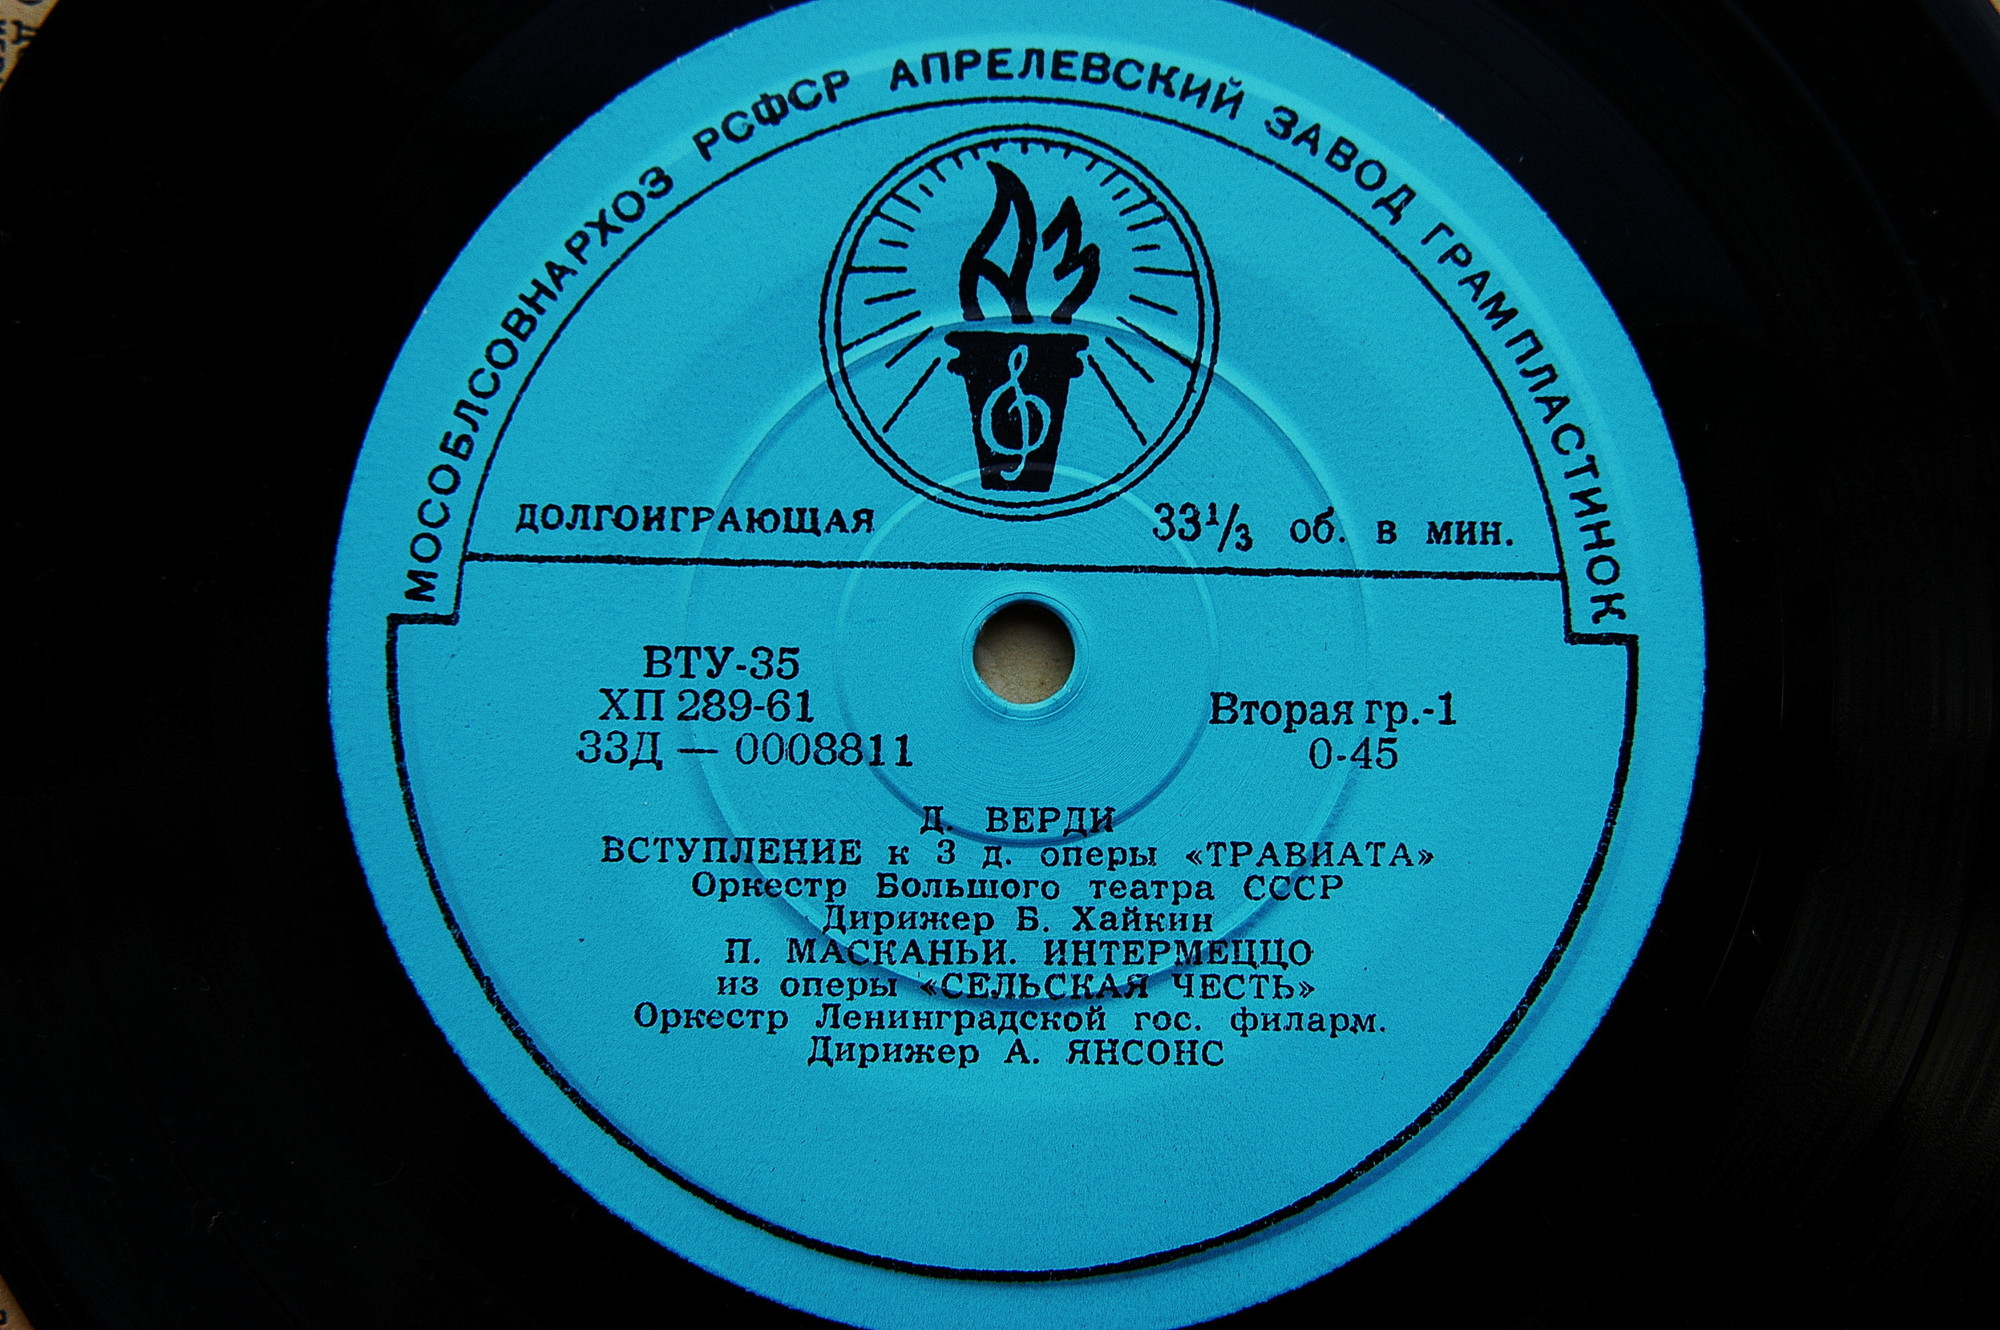 МОСОБЛСОВНАРХОЗ РСФСР АПРЕЛЕВСКИЙ ЗАВОД ГРАМПЛАСТИНОК
АЗ
ДОЛГОИГРАЮЩАЯ
33⅓ об. в мин.
ВТУ-35
ХП 289-61
33Д — 0008811
Вторая гр.-1
0-45
Д. ВЕРДИ
ВСТУПЛЕНИЕ к 3 д. оперы «ТРАВИАТА»
Оркестр Большого театра СССР
Дирижер Б. Хайкин
П. МАСКАНЬИ. ИНТЕРМЕЦЦО
из оперы «СЕЛЬСКАЯ ЧЕСТЬ»
Оркестр Ленинградской гос. филарм.
Дирижер А. ЯНСОНС